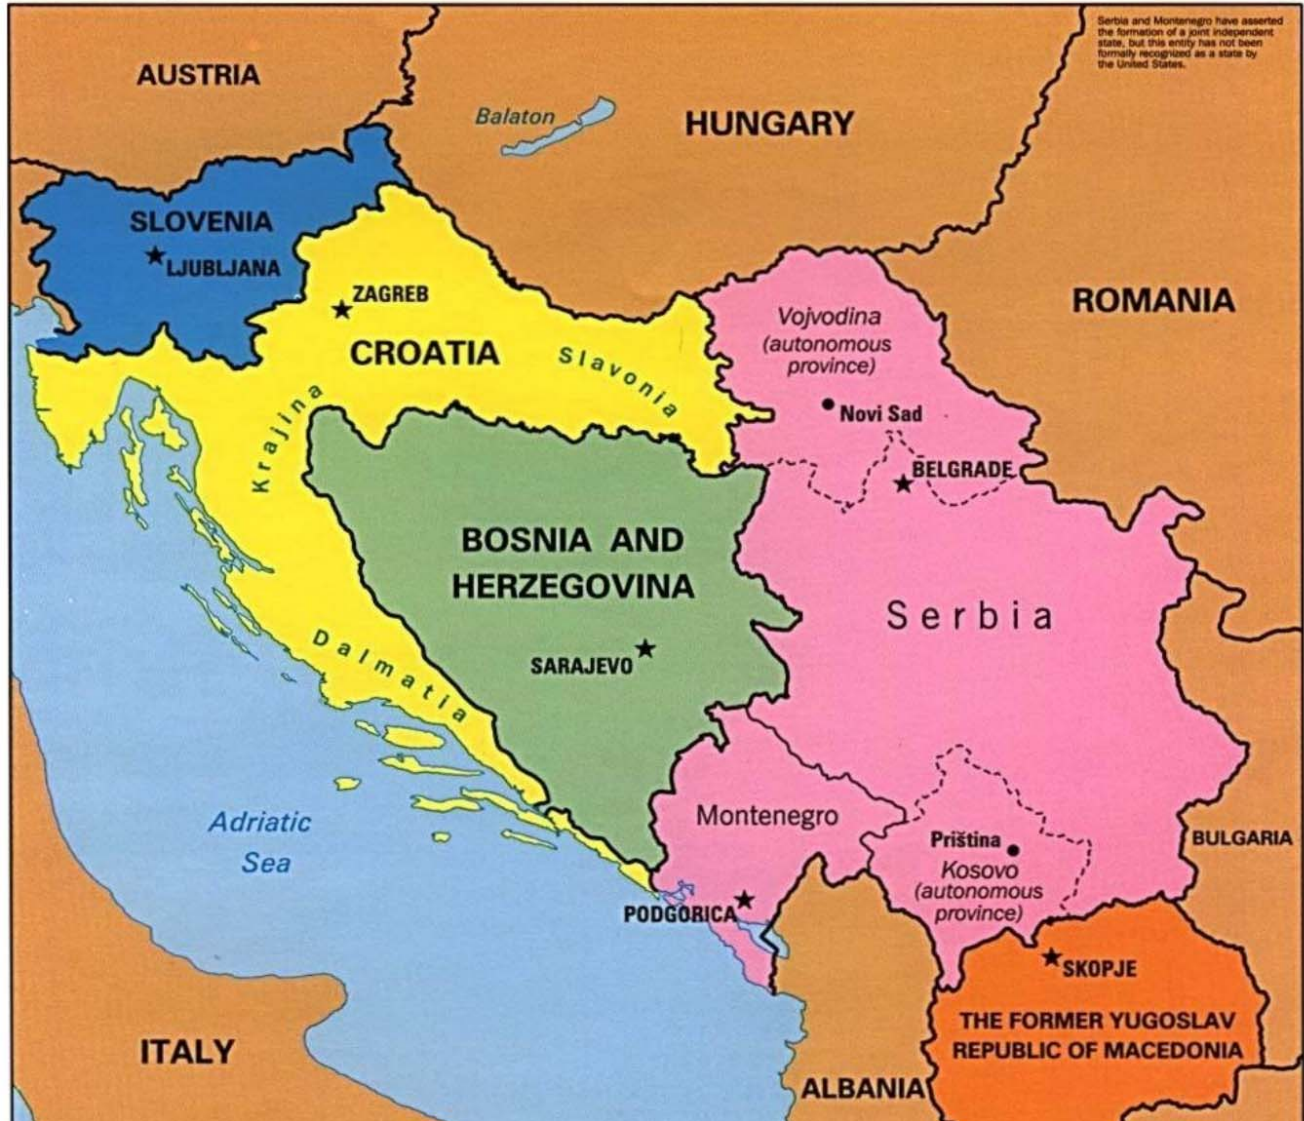 Serbia and Montenegro have asserted
the formation of a joint independent
state, but this entity has not been
formally recognized as a state by
the United States.
AUSTRIA
Balaton
HUNGARY
SLOVENIA
LJUBLJANA
ZAGREB
CROATIA
Slavonia
Krajina
Vojvodina
(autonomous
province)
ROMANIA
Novi Sad
BELGRADE
BOSNIA AND
HERZEGOVINA
Serbia
SARAJEVO
Dalmatia
Adriatic
Sea
Montenegro
Priština
Kosovo
(autonomous
province)
BULGARIA
PODGORICA
SKOPJE
THE FORMER YUGOSLAV
REPUBLIC OF MACEDONIA
ITALY
ALBANIA